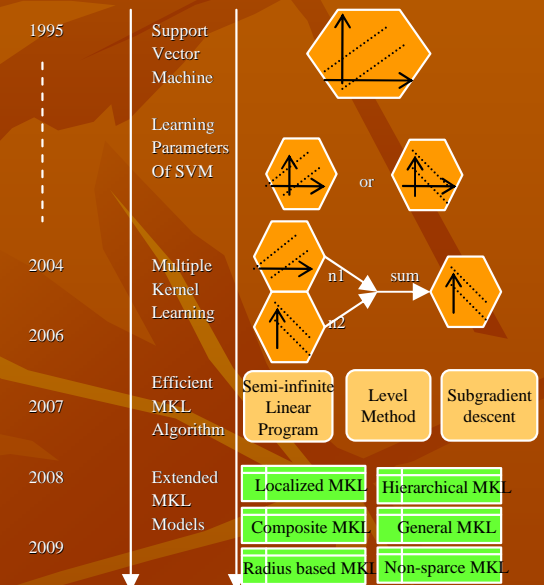 1995
Support
Vector
Machine
Learning
Parameters
Of SVM
or
2004
Multiple
Kernel
Learning
n1
sum
n2
2006
Efficient
MKL
Algorithm
2007
Semi-infinite
Linear
Program
Level
Method
Subgradient
descent
2008
Extended
MKL
Models
Localized MKL
Hierarchical MKL
Composite MKL
General MKL
2009
Radius based MKL
Non-sparce MKL